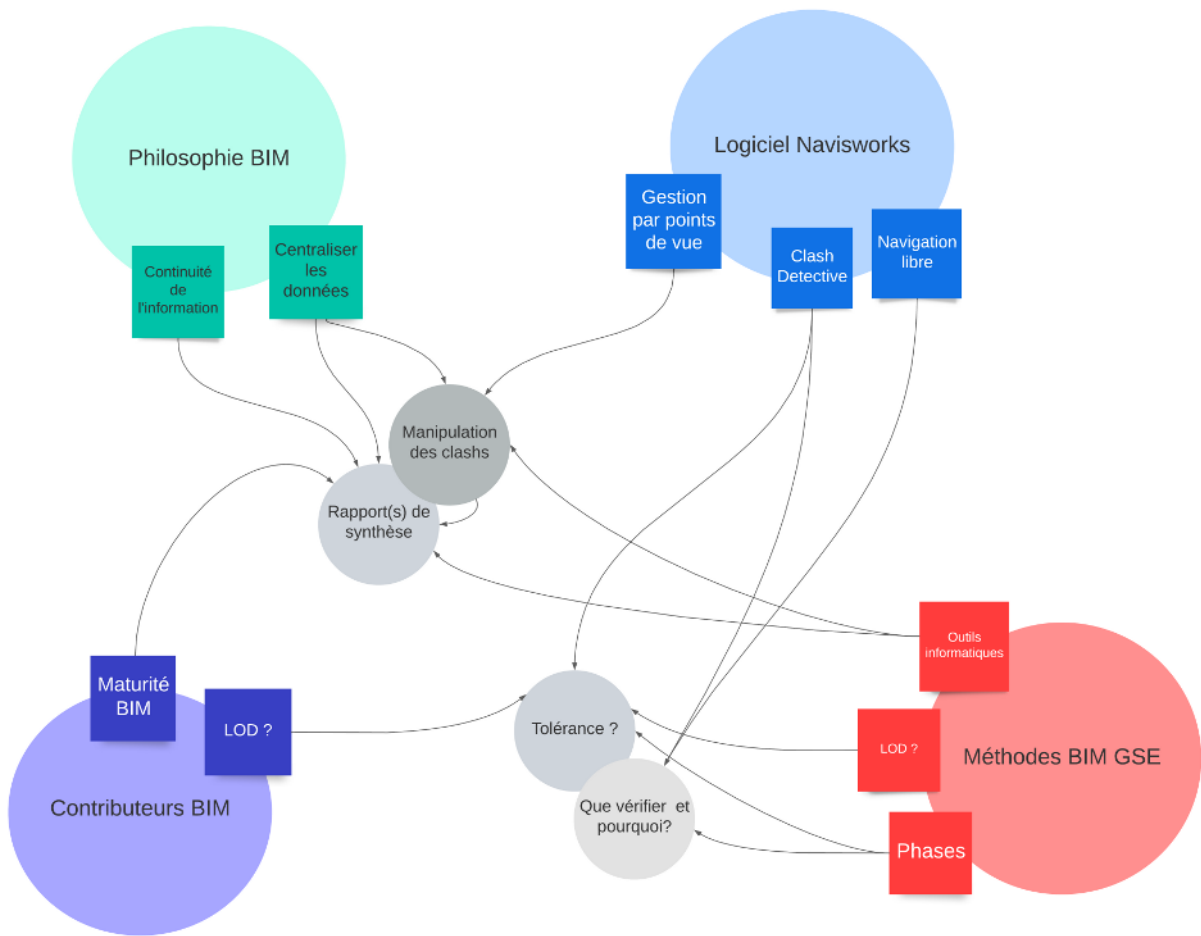 Philosophie BIM
Logiciel Navisworks
Gestion
par points
de vue
Clash
Detective
Navigation
libre
Continuité
de
l'information
Centraliser
les
données
Manipulation
des clashs
Rapport(s) de
synthèse
Outils
informatiques
Maturité
BIM
LOD ?
Tolérance ?
LOD ?
Méthodes BIM GSE
Contributeurs BIM
Que vérifier et
pourquoi?
Phases